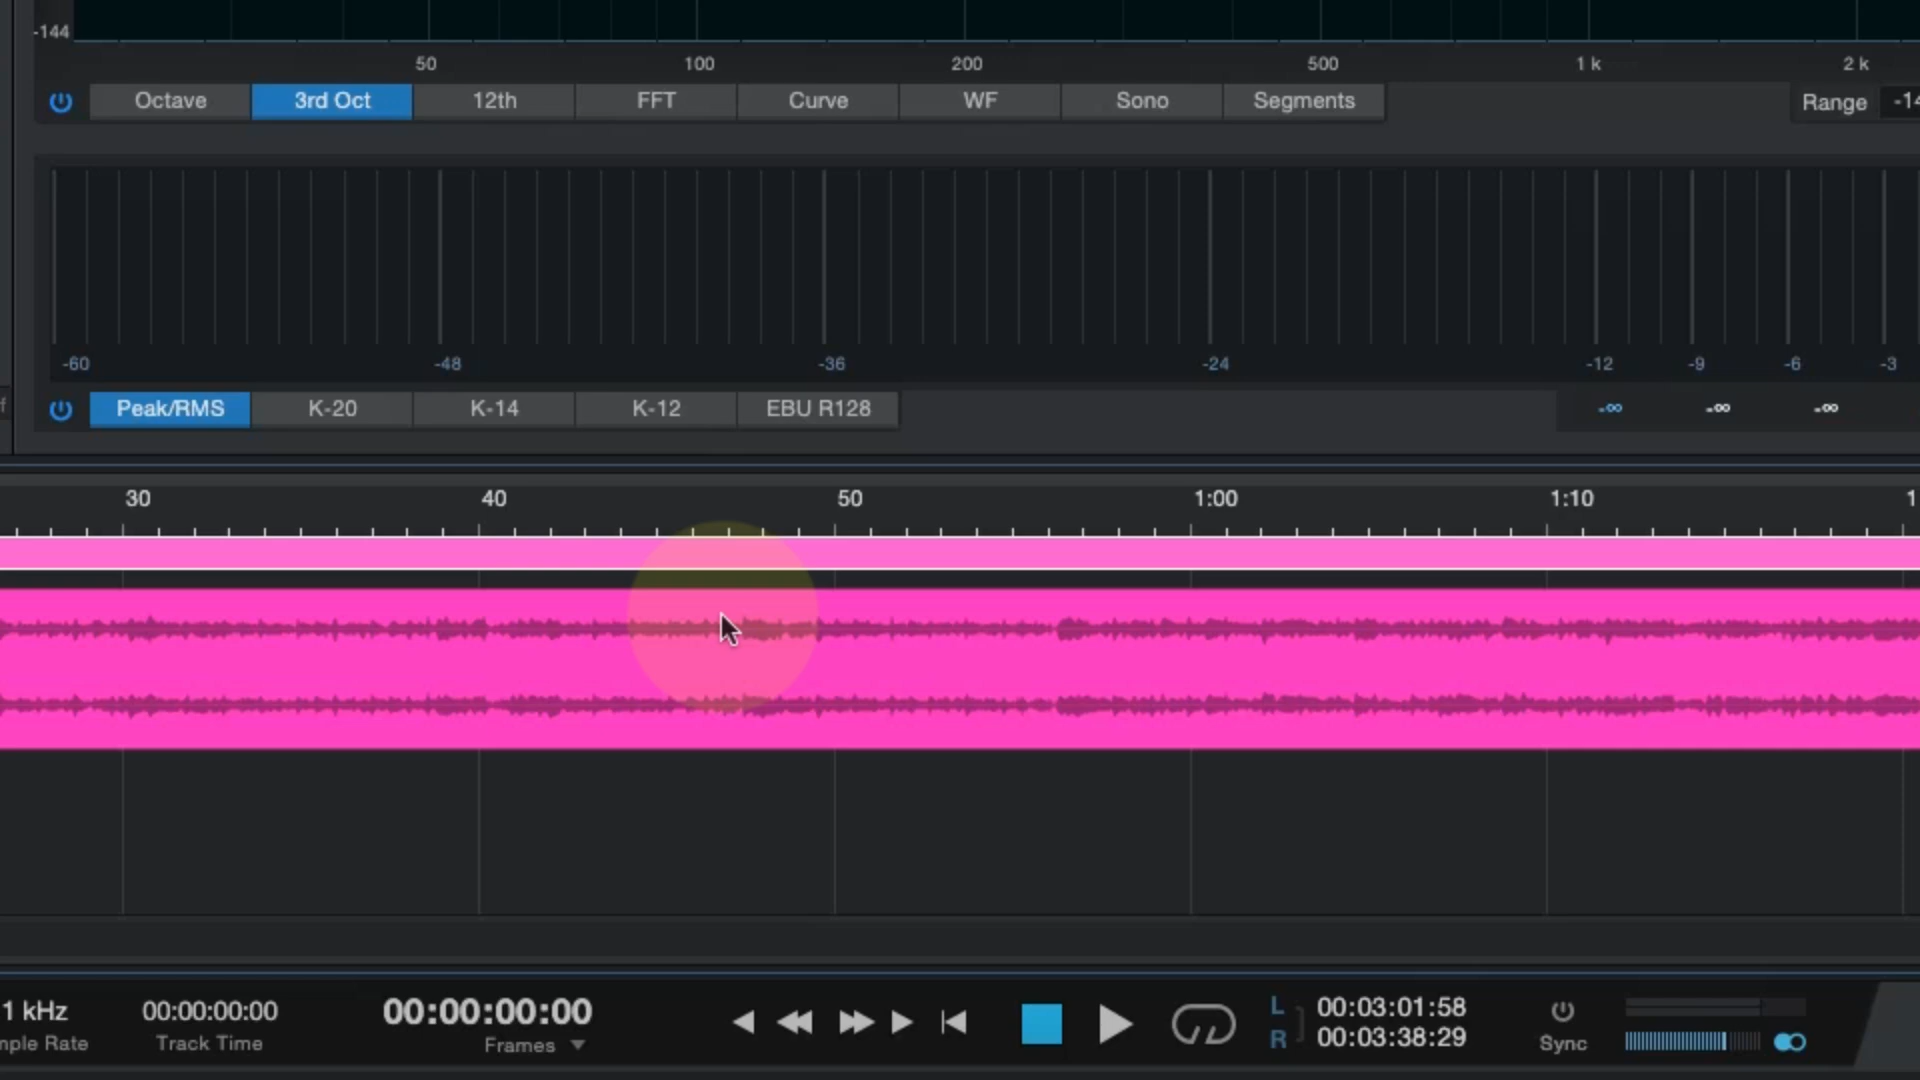 -144
50 100 200 500 1 k 2 k
Octave 3rd Oct 12th FFT Curve WF Sono Segments Range -14
-60 -48 -36 -24 -12 -9 -6 -3
Peak/RMS K-20 K-14 K-12 EBU R128 -∞ -∞ -∞
30 40 50 1:00 1:10 1
1 kHz 00:00:00:00 00:00:00:00 L 00:03:01:58
R 00:03:38:29
mple Rate Track Time Frames Sync